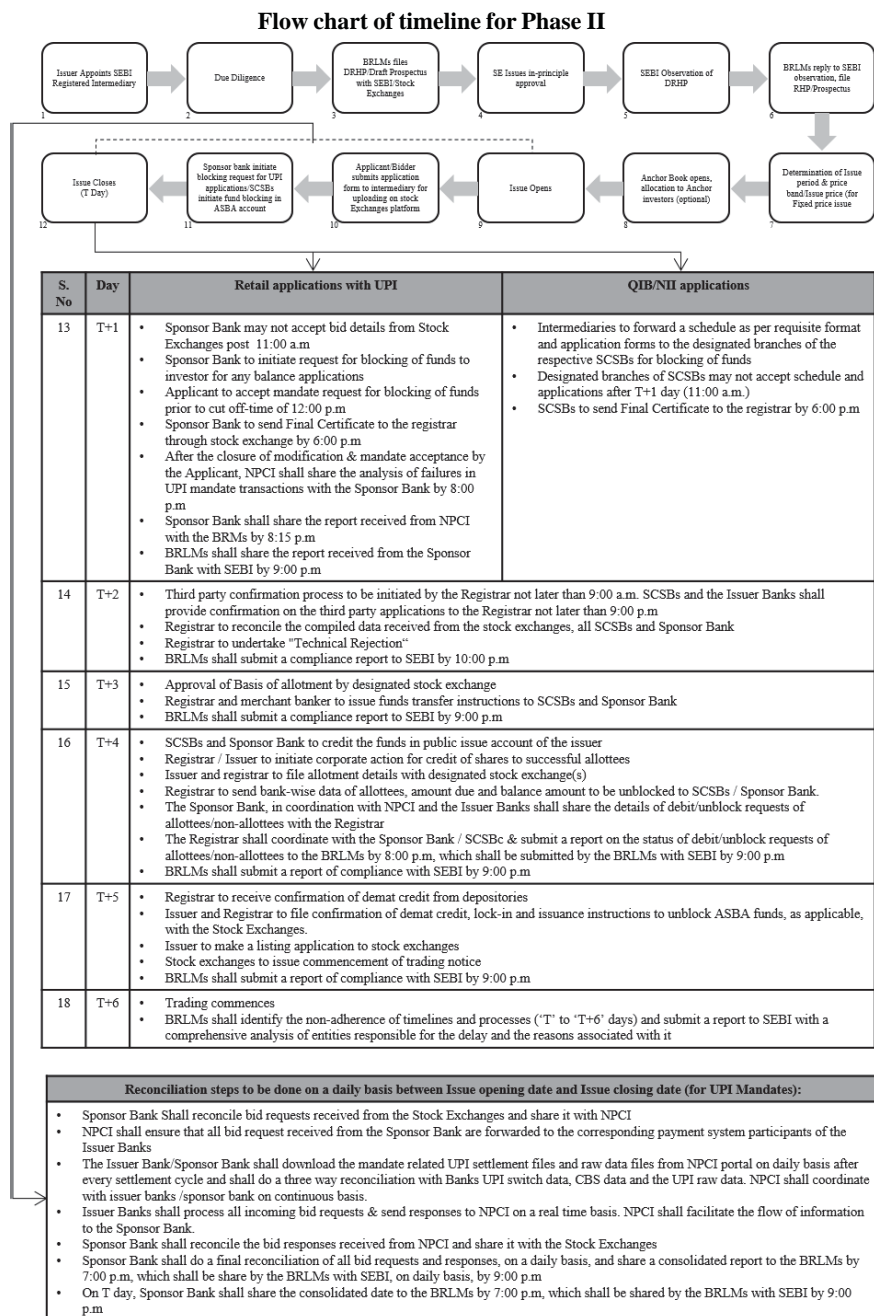 Flow chart of timeline for Phase II
Issuer Appoints SEBI
Registered Intermediary
1
Due Diligence
2
BRLMs files
DRHP/Draft Prospectus
with SEBI/Stock
Exchanges
3
SE Issues in-principle
approval
4
SEBI Observation of
DRHP
5
BRLMs reply to SEBI
observation, file
RHP/Prospectus
6
Determination of Issue
period & price
band/Issue price (for
Fixed price issue
7
Anchor Book opens,
allocation to Anchor
investors (optional)
8
Issue Opens
9
Applicant/Bidder
submits application
form to intermediary for
uploading on stock
Exchanges platform
10
Sponsor bank initiate
blocking request for UPI
applications/SCSBs
initiate fund blocking in
ASBA account
11
Issue Closes
(T Day)
12
S.
No
Day
Retail applications with UPI
QIB/NII applications
13
T+1
• Sponsor Bank may not accept bid details from Stock
Exchanges post 11:00 a.m
• Sponsor Bank to initiate request for blocking of funds to
investor for any balance applications
• Applicant to accept mandate request for blocking of funds
prior to cut off-time of 12:00 p.m
• Sponsor Bank to send Final Certificate to the registrar
through stock exchange by 6:00 p.m
• After the closure of modification & mandate acceptance by
the Applicant, NPCI shall share the analysis of failures in
UPI mandate transactions with the Sponsor Bank by 8:00
p.m
• Sponsor Bank shall share the report received from NPCI
with the BRMs by 8:15 p.m
• BRLMs shall share the report received from the Sponsor
Bank with SEBI by 9:00 p.m
• Intermediaries to forward a schedule as per requisite format
and application forms to the designated branches of the
respective SCSBs for blocking of funds
• Designated branches of SCSBs may not accept schedule and
applications after T+1 day (11:00 a.m.)
• SCSBs to send Final Certificate to the registrar by 6:00 p.m
14
T+2
• Third party confirmation process to be initiated by the Registrar not later than 9:00 a.m. SCSBs and the Issuer Banks shall
provide confirmation on the third party applications to the Registrar not later than 9:00 p.m
• Registrar to reconcile the compiled data received from the stock exchanges, all SCSBs and Sponsor Bank
• Registrar to undertake "Technical Rejection“
• BRLMs shall submit a compliance report to SEBI by 10:00 p.m
15
T+3
• Approval of Basis of allotment by designated stock exchange
• Registrar and merchant banker to issue funds transfer instructions to SCSBs and Sponsor Bank
• BRLMs shall submit a compliance report to SEBI by 9:00 p.m
16
T+4
• SCSBs and Sponsor Bank to credit the funds in public issue account of the issuer
• Registrar / Issuer to initiate corporate action for credit of shares to successful allottees
• Issuer and registrar to file allotment details with designated stock exchange(s)
• Registrar to send bank-wise data of allottees, amount due and balance amount to be unblocked to SCSBs / Sponsor Bank.
• The Sponsor Bank, in coordination with NPCI and the Issuer Banks shall share the details of debit/unblock requests of
allottees/non-allottees with the Registrar
• The Registrar shall coordinate with the Sponsor Bank / SCSBc & submit a report on the status of debit/unblock requests of
allottees/non-allottees to the BRLMs by 8:00 p.m, which shall be submitted by the BRLMs with SEBI by 9:00 p.m
• BRLMs shall submit a report of compliance with SEBI by 9:00 p.m
17
T+5
• Registrar to receive confirmation of demat credit from depositories
• Issuer and Registrar to file confirmation of demat credit, lock-in and issuance instructions to unblock ASBA funds, as applicable,
with the Stock Exchanges.
• Issuer to make a listing application to stock exchanges
• Stock exchanges to issue commencement of trading notice
• BRLMs shall submit a report of compliance with SEBI by 9:00 p.m
18
T+6
• Trading commences
• BRLMs shall identify the non-adherence of timelines and processes (‘T’ to ‘T+6’ days) and submit a report to SEBI with a
comprehensive analysis of entities responsible for the delay and the reasons associated with it
Reconciliation steps to be done on a daily basis between Issue opening date and Issue closing date (for UPI Mandates):
• Sponsor Bank Shall reconcile bid requests received from the Stock Exchanges and share it with NPCI
• NPCI shall ensure that all bid request received from the Sponsor Bank are forwarded to the corresponding payment system participants of the
Issuer Banks
• The Issuer Bank/Sponsor Bank shall download the mandate related UPI settlement files and raw data files from NPCI portal on daily basis after
every settlement cycle and shall do a three way reconciliation with Banks UPI switch data, CBS data and the UPI raw data. NPCI shall coordinate
with issuer banks /sponsor bank on continuous basis.
• Issuer Banks shall process all incoming bid requests & send responses to NPCI on a real time basis. NPCI shall facilitate the flow of information
to the Sponsor Bank.
• Sponsor Bank shall reconcile the bid responses received from NPCI and share it with the Stock Exchanges
• Sponsor Bank shall do a final reconciliation of all bid requests and responses, on a daily basis, and share a consolidated report to the BRLMs by
7:00 p.m, which shall be share by the BRLMs with SEBI, on daily basis, by 9:00 p.m
• On T day, Sponsor Bank shall share the consolidated date to the BRLMs by 7:00 p.m, which shall be shared by the BRLMs with SEBI by 9:00
p.m